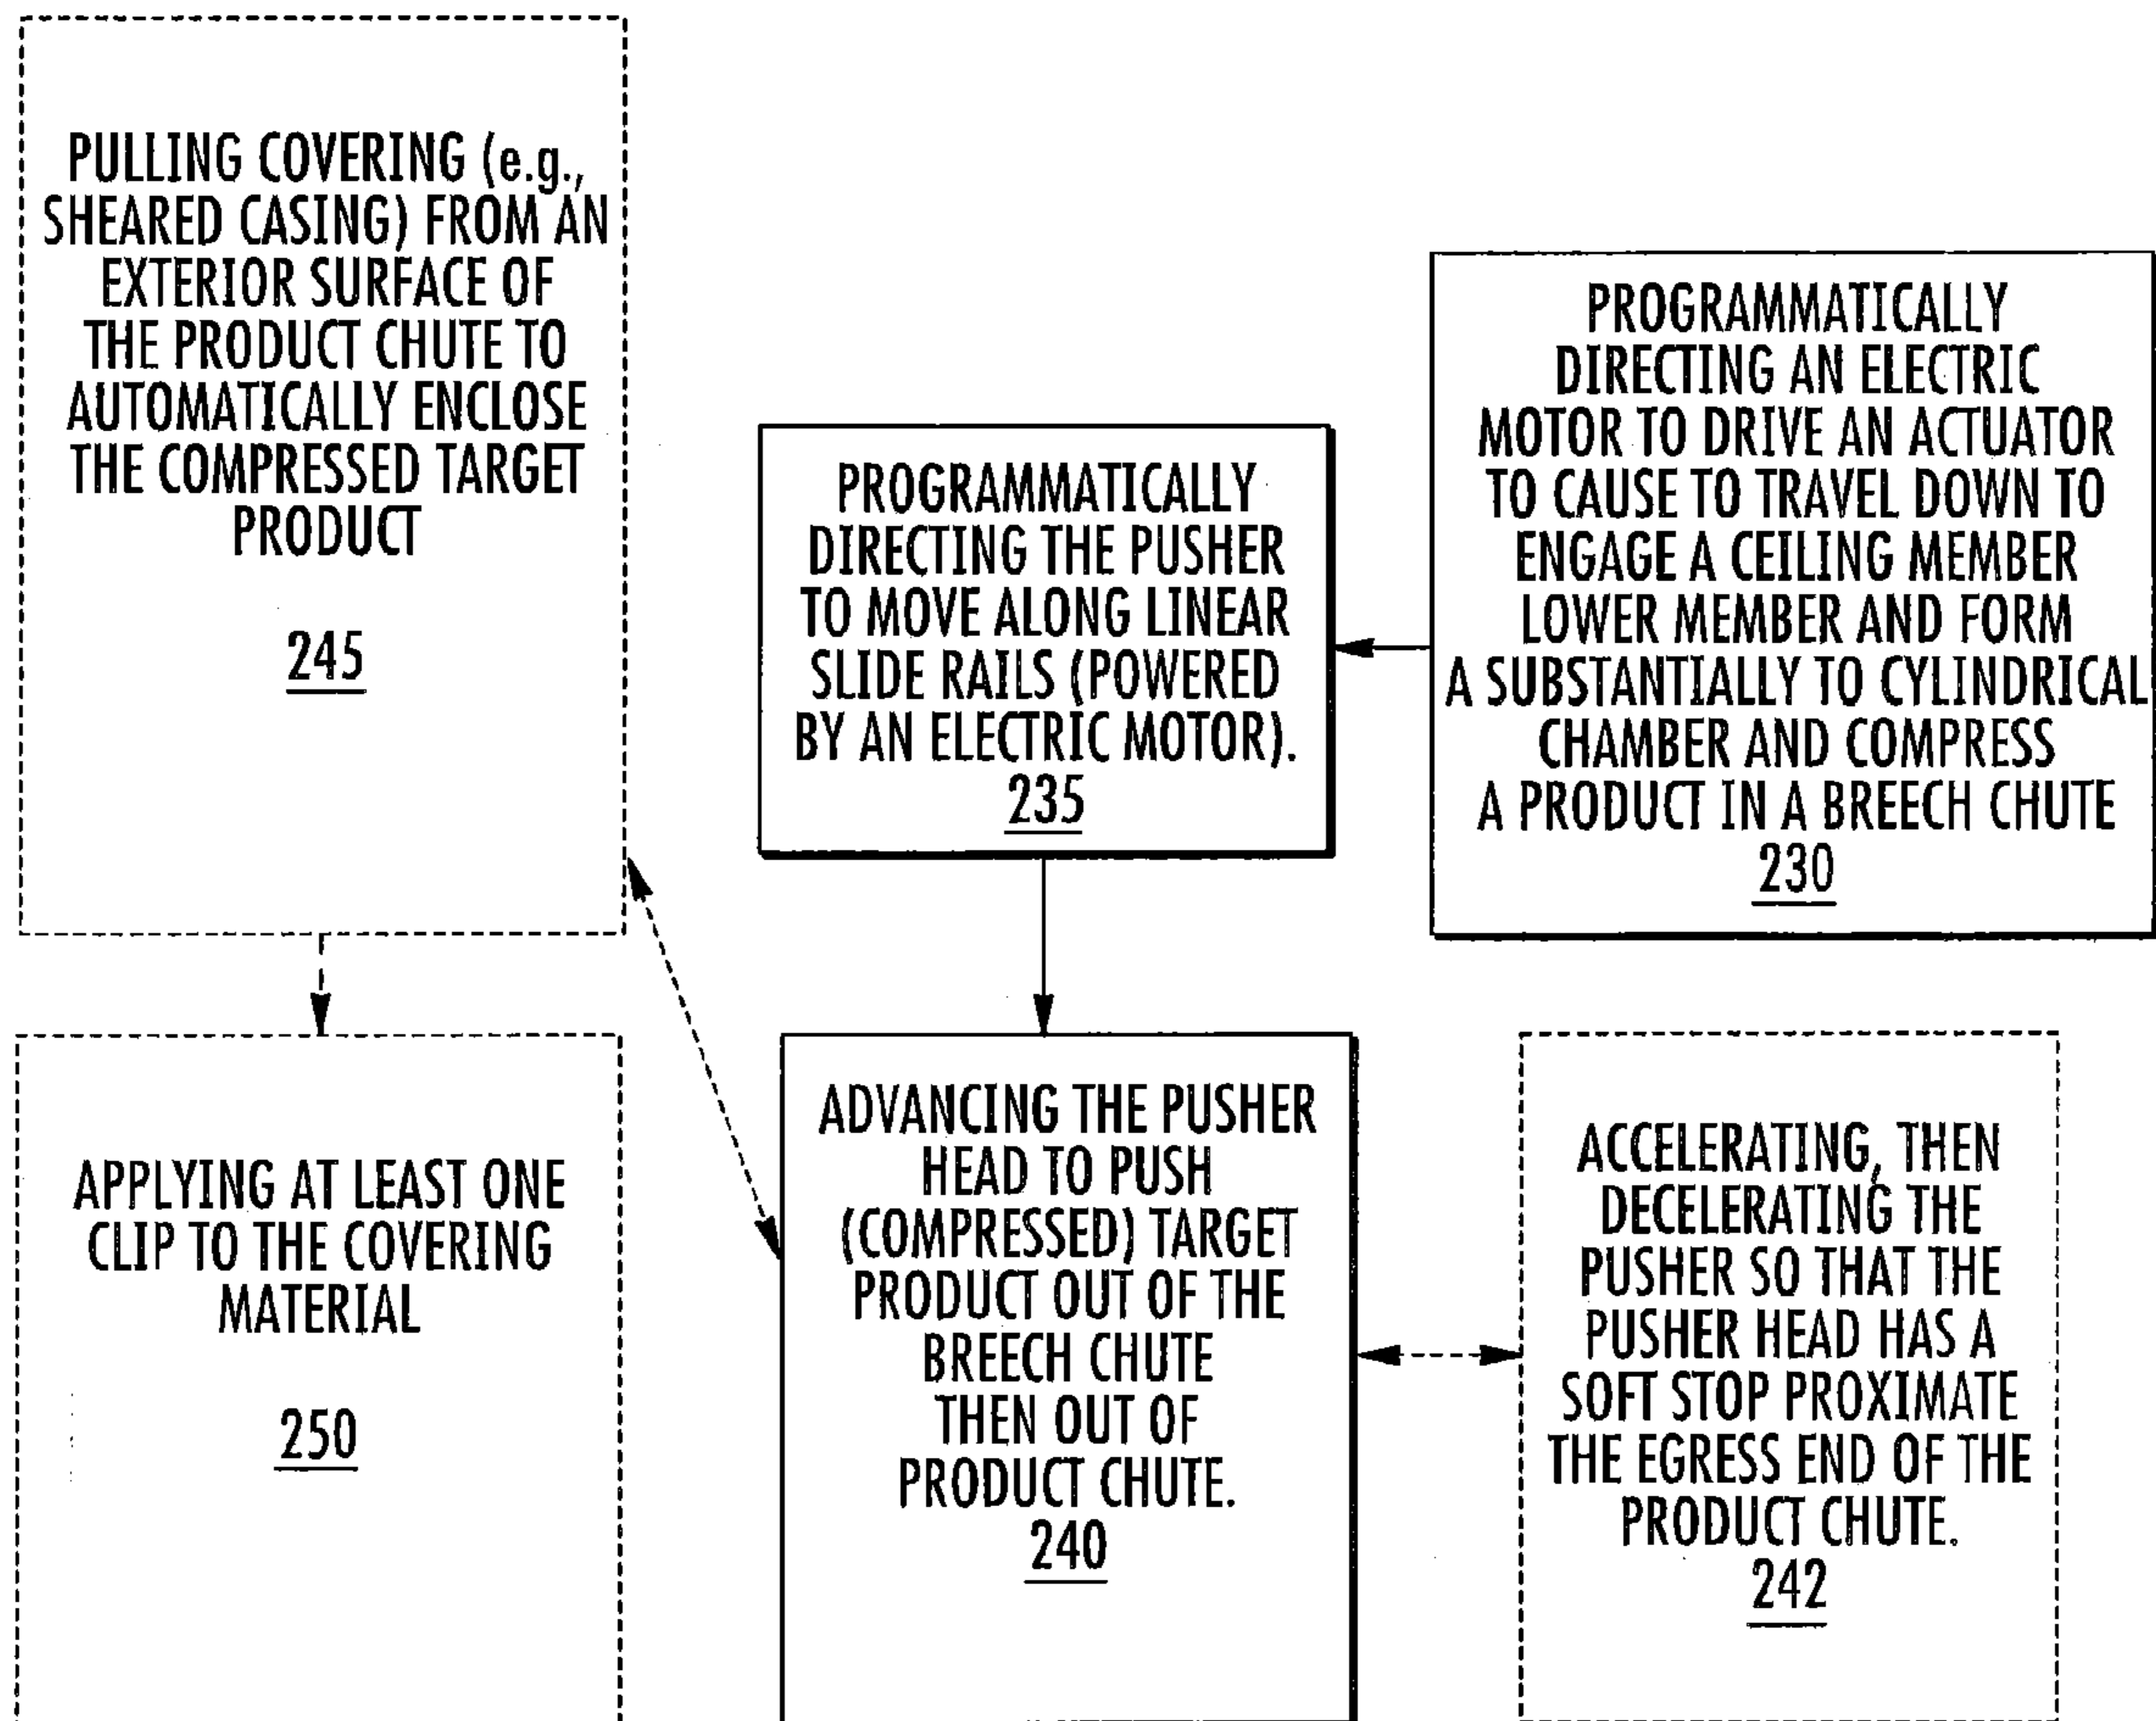 PULLING COVERING (e.g.,
SHEARED CASING) FROM AN
EXTERIOR SURFACE OF
THE PRODUCT CHUTE TO
AUTOMATICALLY ENCLOSE
THE COMPRESSED TARGET
PRODUCT
245
PROGRAMMATICALLY
DIRECTING THE PUSHER
TO MOVE ALONG LINEAR
SLIDE RAILS (POWERED
BY AN ELECTRIC MOTOR).
235
PROGRAMMATICALLY
DIRECTING AN ELECTRIC
MOTOR TO DRIVE AN ACTUATOR
TO CAUSE TO TRAVEL DOWN TO
ENGAGE A CEILING MEMBER
LOWER MEMBER AND FORM
A SUBSTANTIALLY TO CYLINDRICAL
CHAMBER AND COMPRESS
A PRODUCT IN A BREECH CHUTE
230
APPLYING AT LEAST ONE
CLIP TO THE COVERING
MATERIAL
250
ADVANCING THE PUSHER
HEAD TO PUSH
(COMPRESSED) TARGET
PRODUCT OUT OF THE
BREECH CHUTE
THEN OUT OF
PRODUCT CHUTE.
240
ACCELERATING, THEN
DECELERATING THE
PUSHER SO THAT THE
PUSHER HEAD HAS A
SOFT STOP PROXIMATE
THE EGRESS END OF THE
PRODUCT CHUTE.
242